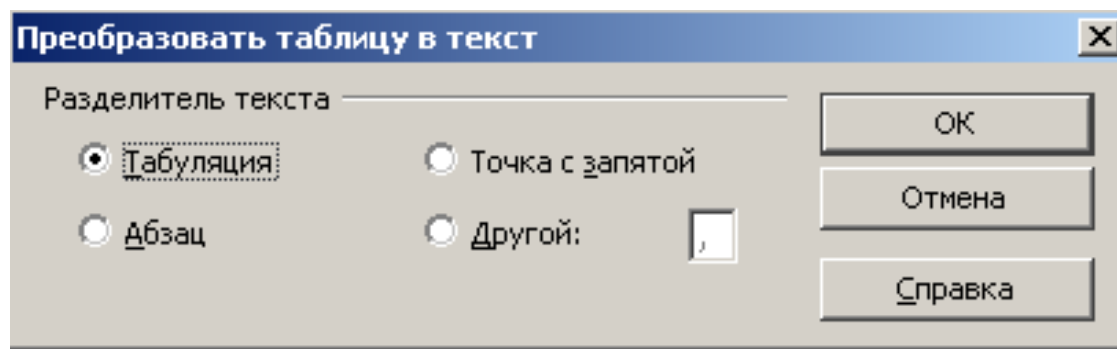 Преобразовать таблицу в текст
Разделитель текста
Табуляция
Точка с запятой
Абзац
Другой: ,
ОК
Отмена
Справка